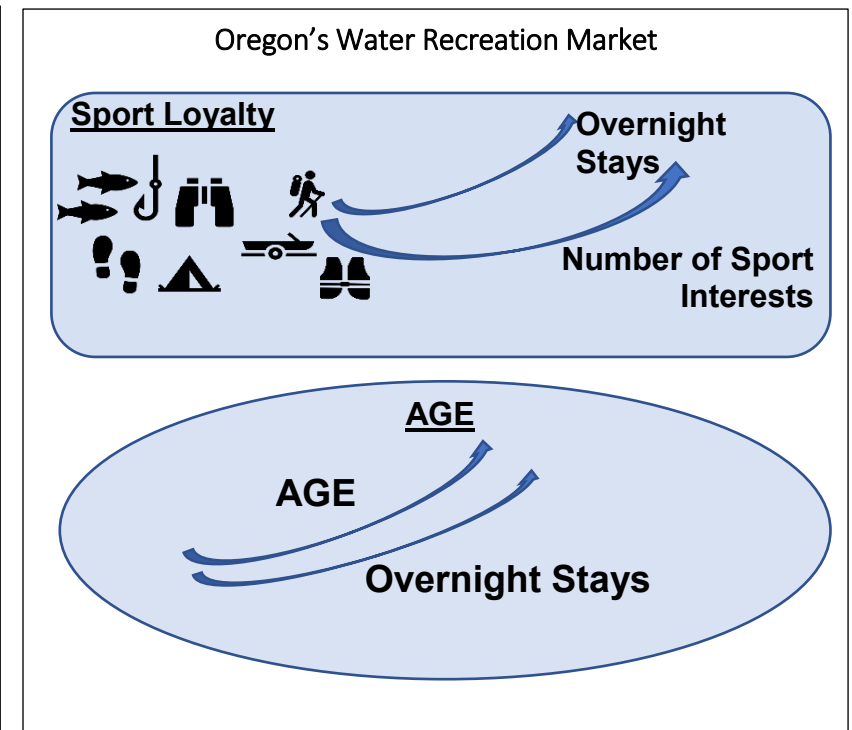 Oregon's Water Recreation Market
Sport Loyalty
Overnight
Stays
Number of Sport
Interests
AGE
AGE
Overnight Stays